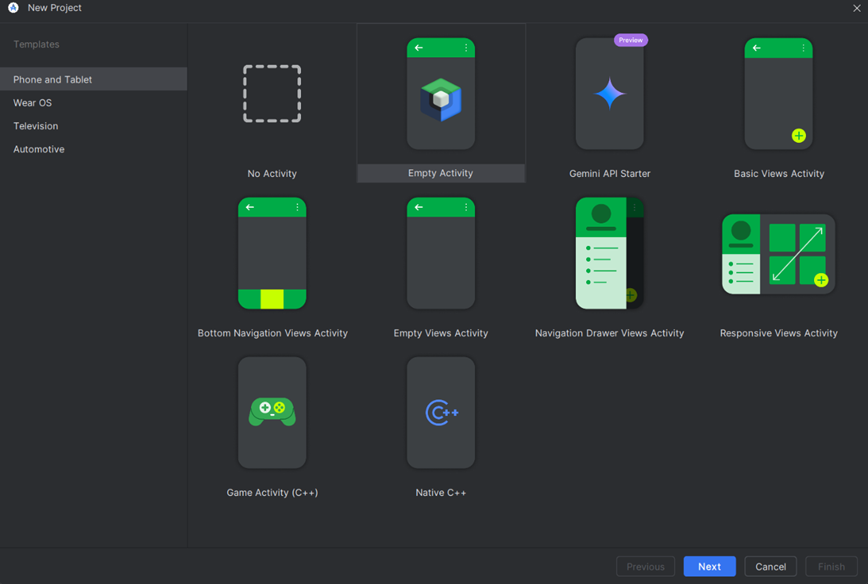 New Project
Templates
Phone and Tablet
Wear OS
Television
Automotive
No Activity
Empty Activity
Preview
Gemini API Starter
Basic Views Activity
Bottom Navigation Views Activity
Empty Views Activity
Navigation Drawer Views Activity
Responsive Views Activity
Game Activity (C++)
C++
Native C++
Previous
Next
Cancel
Finish